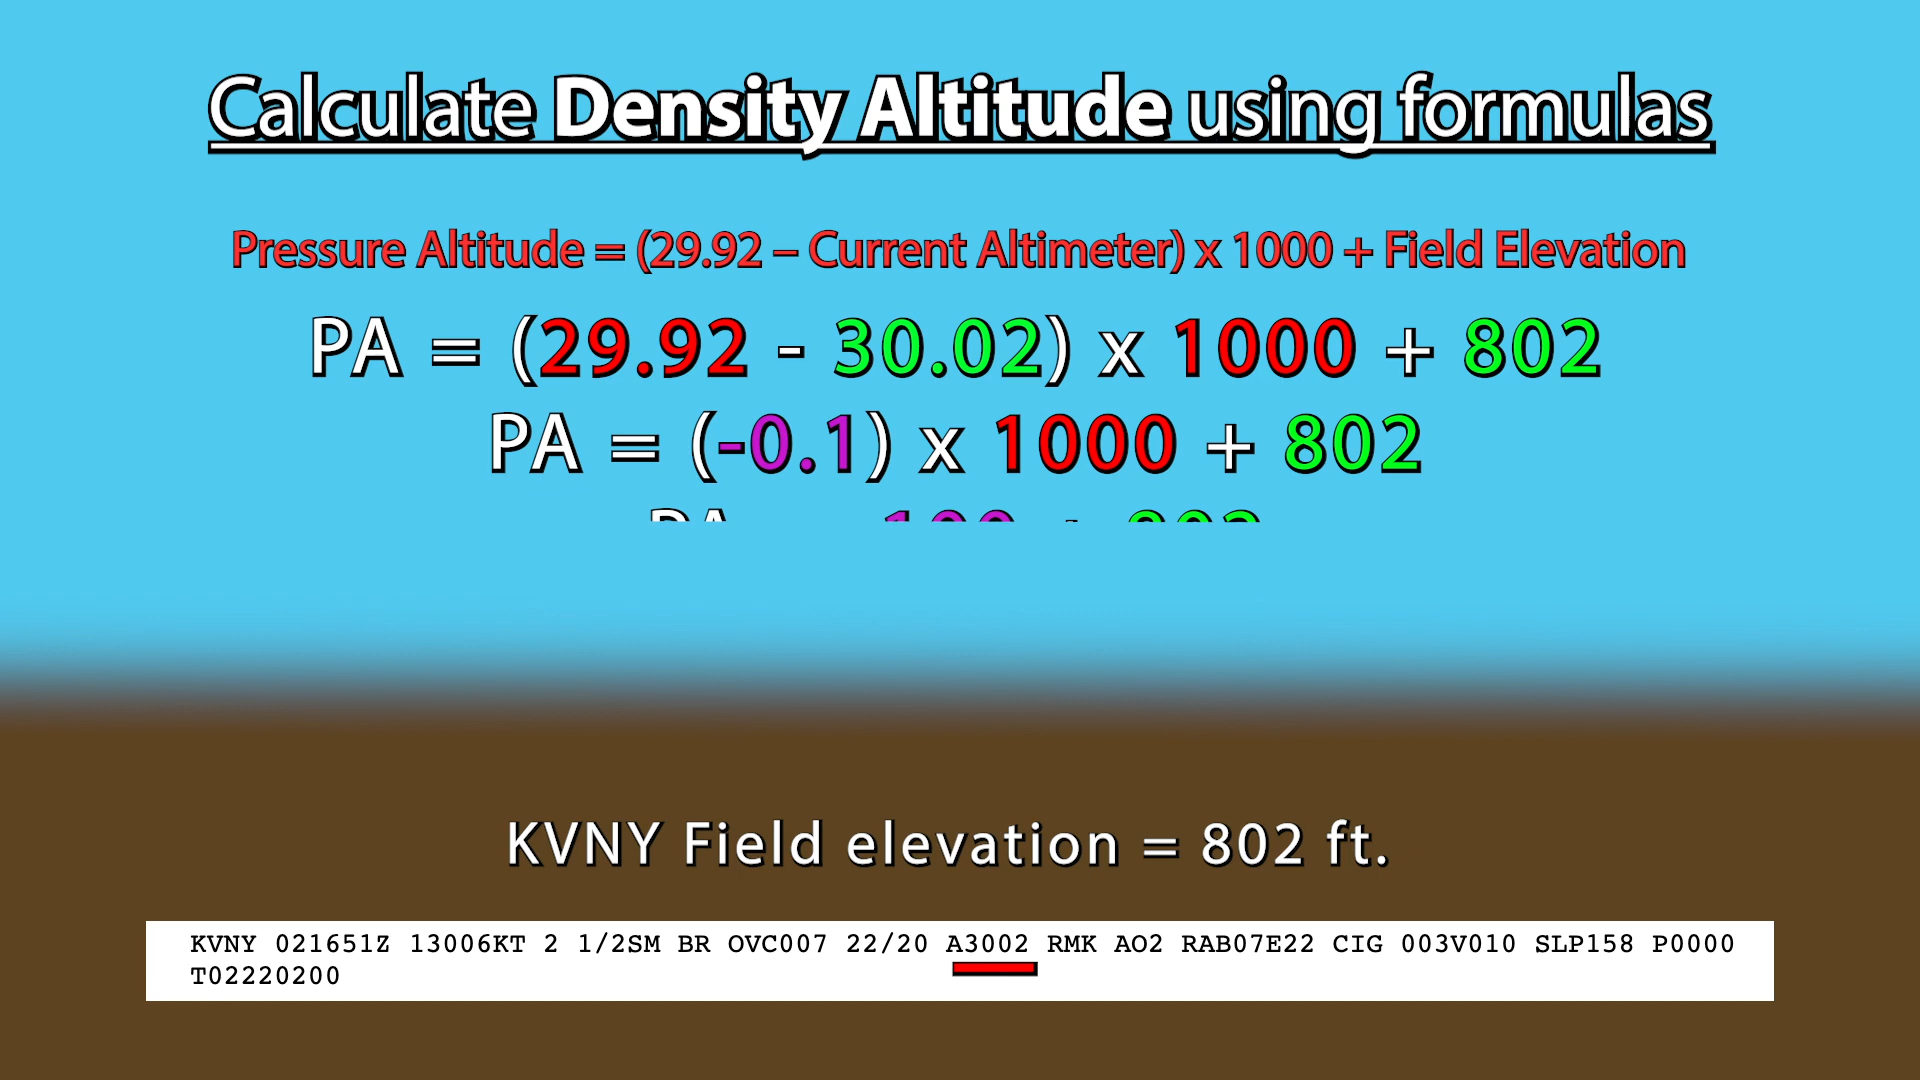 Calculate Density Altitude using formulas
Pressure Altitude = (29.92 – Current Altimeter) x 1000 + Field Elevation
PA = (29.92 - 30.02) x 1000 + 802
PA = (-0.1) x 1000 + 802
KVNY Field elevation = 802 ft.
KVNY 021651Z 13006KT 2 1/2SM BR OVC007 22/20 A3002 RMK AO2 RAB07E22 CIG 003V010 SLP158 P0000
T02220200